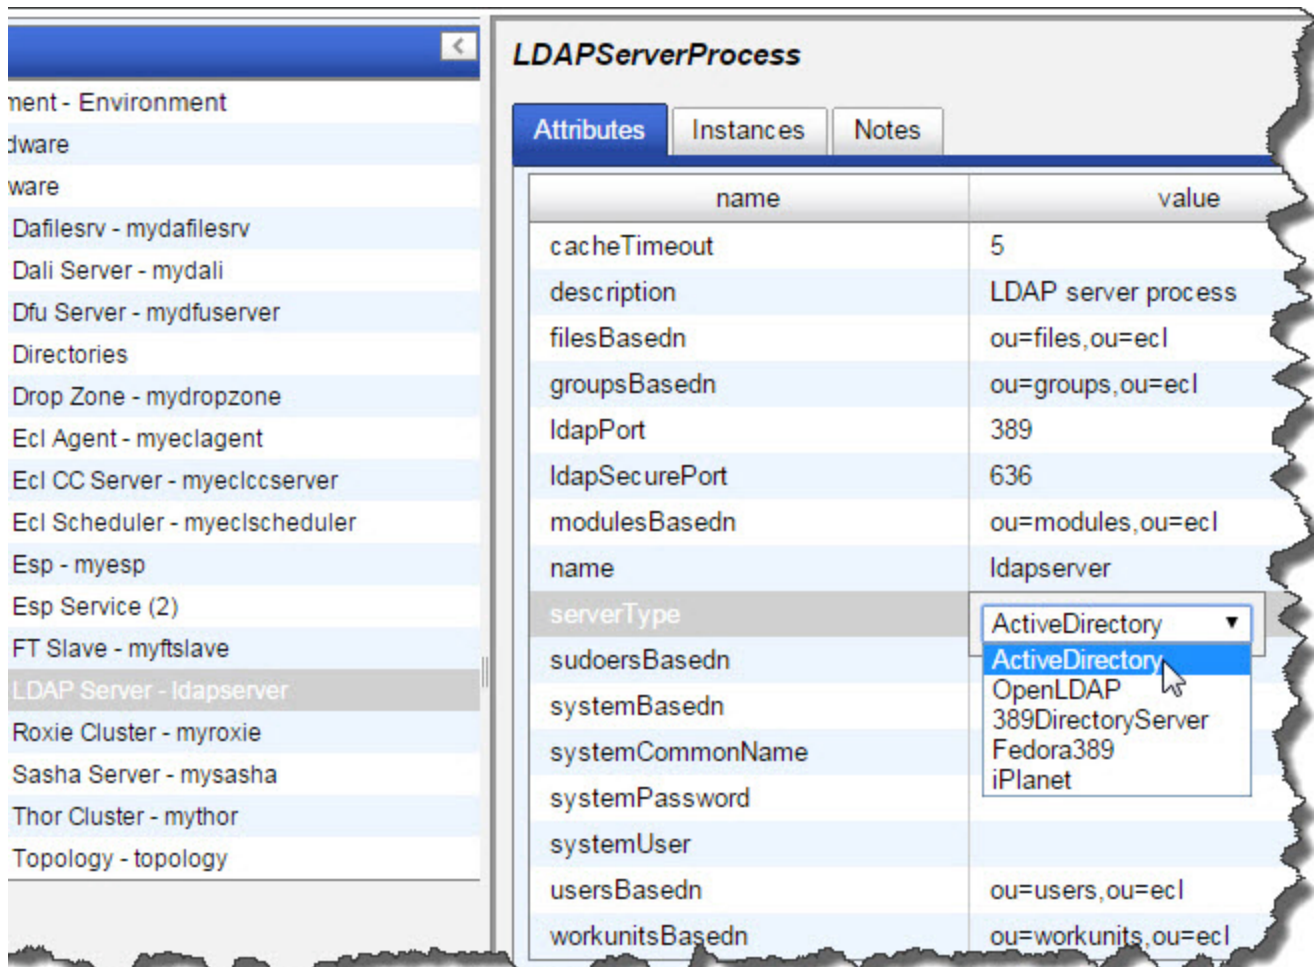 <
ment - Environment
dware
ware
Dafilesrv - mydafilesrv
Dali Server - mydali
Dfu Server - mydfuserver
Directories
Drop Zone - mydropzone
Ecl Agent - myeclagent
Ecl CC Server - myeclccserver
Ecl Scheduler - myeclscheduler
Esp - myesp
Esp Service (2)
FT Slave - myftslave
LDAP Server - ldapserver
Roxie Cluster - myroxie
Sasha Server - mysasha
Thor Cluster - mythor
Topology - topology
LDAPServerProcess
Attributes Instances Notes
name value
cacheTimeout 5
description LDAP server process
filesBasedn ou=files,ou=ecl
groupsBasedn ou=groups,ou=ecl
ldapPort 389
ldapSecurePort 636
modulesBasedn ou=modules,ou=ecl
name ldapserver
serverType ActiveDirectory
ActiveDirectory
OpenLDAP
389DirectoryServer
Fedora389
iPlanet
sudoersBasedn
systemBasedn
systemCommonName
systemPassword
systemUser
usersBasedn ou=users,ou=ecl
workunitsBasedn ou=workunits,ou=ecl